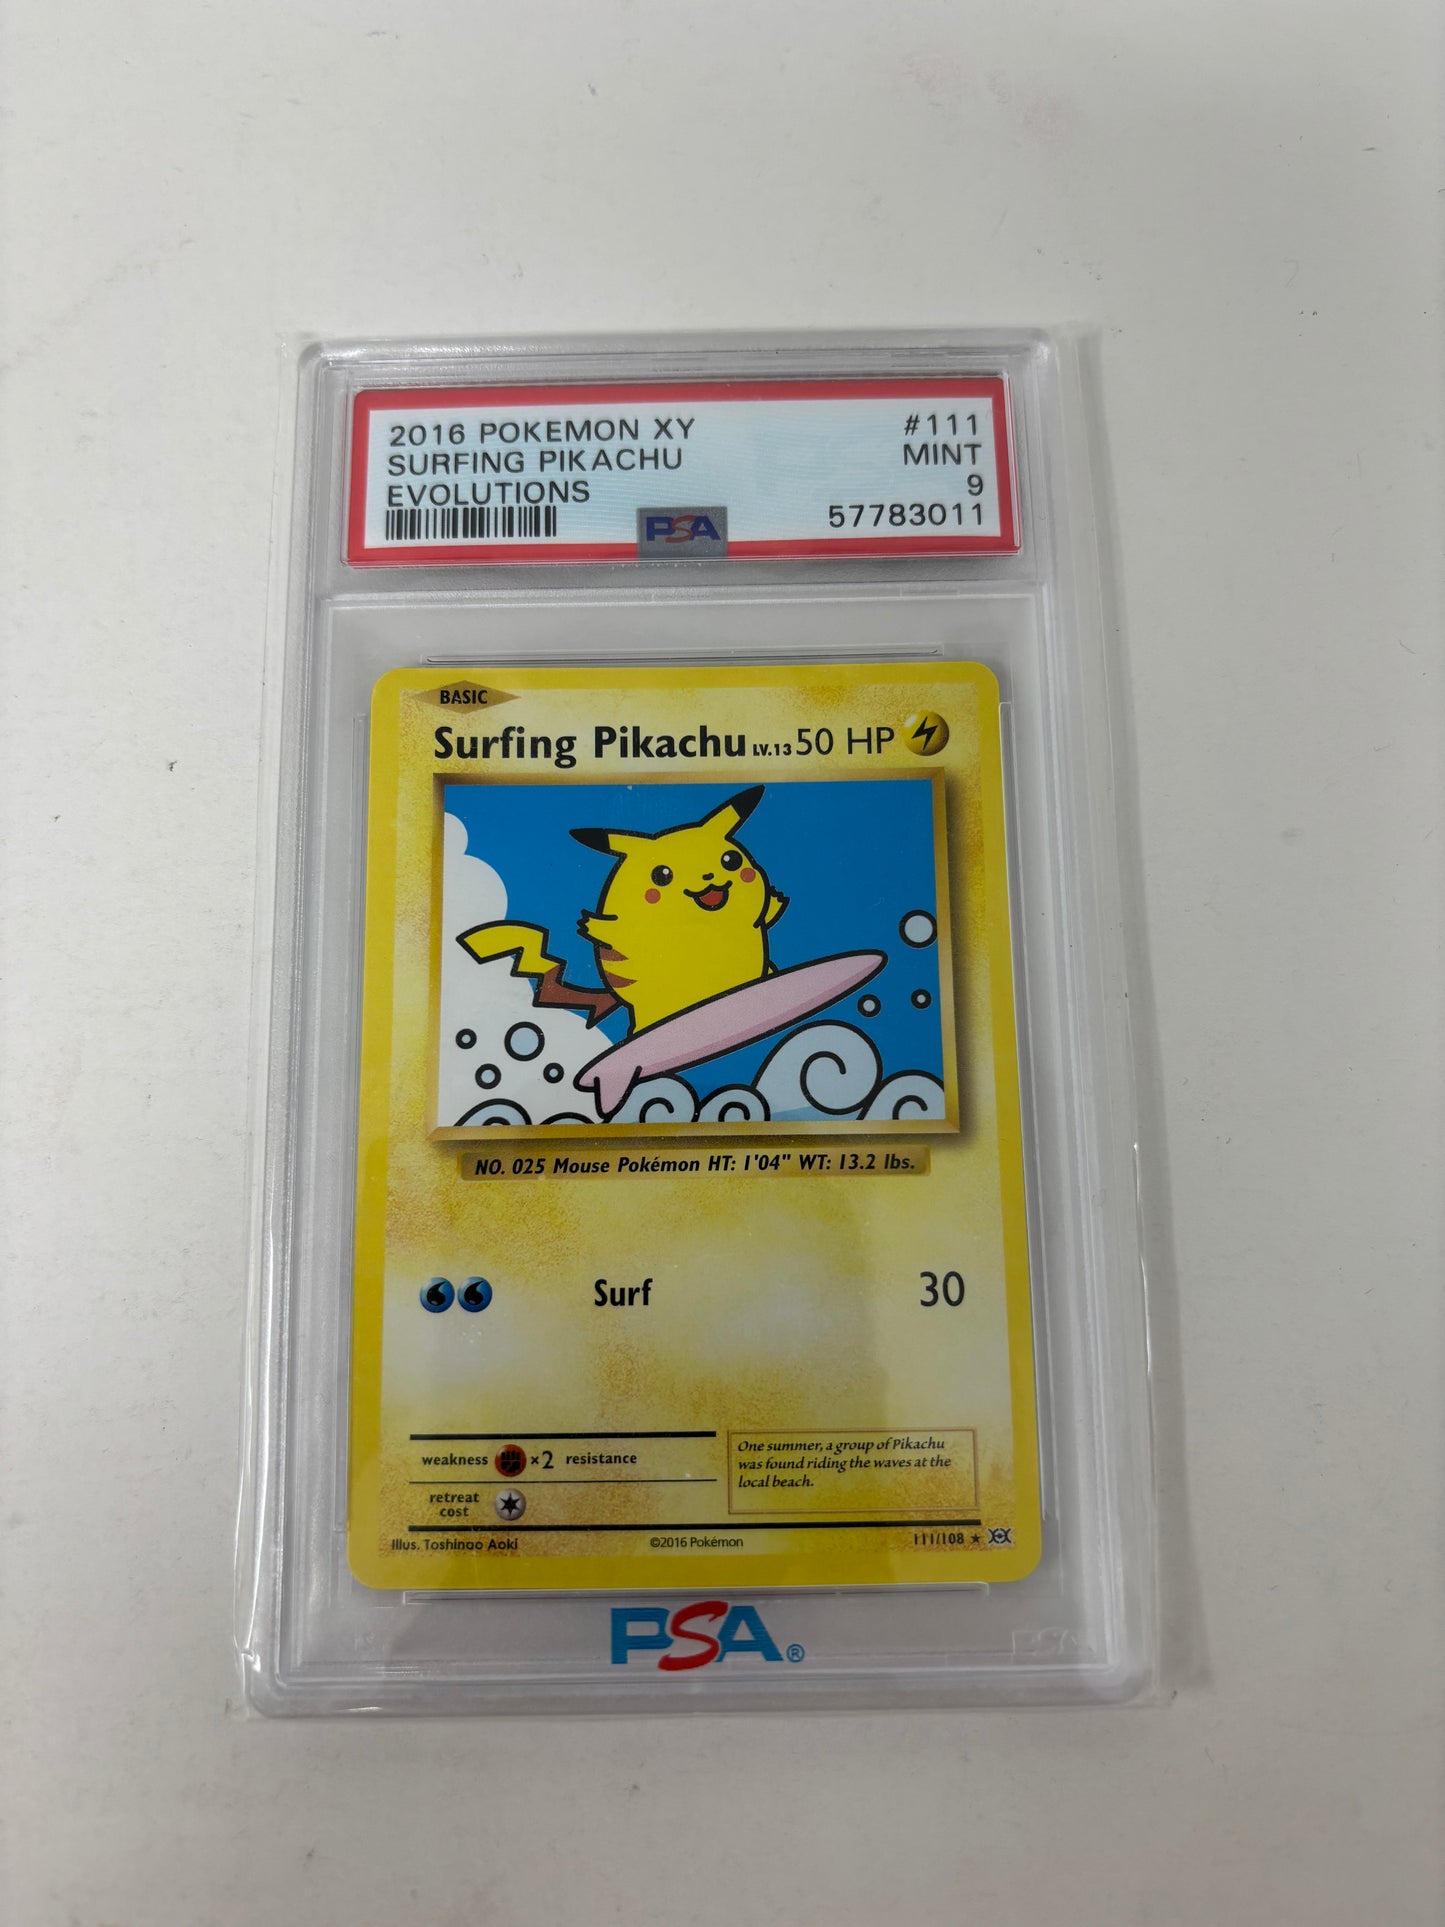 2016 POKEMON XY #111
SURFING PIKACHU MINT
EVOLUTIONS 9
57783011
PSA
BASIC
Surfing Pikachu LV.13 50 HP
NO. 025 Mouse Pokémon HT: 1'04" WT: 13.2 lbs.
Surf 30
weakness ×2 resistance
retreat
cost
One summer, a group of Pikachu
was found riding the waves at the
local beach.
Illus. Toshinao Aoki ©2016 Pokémon 111/108 ★
PSA®